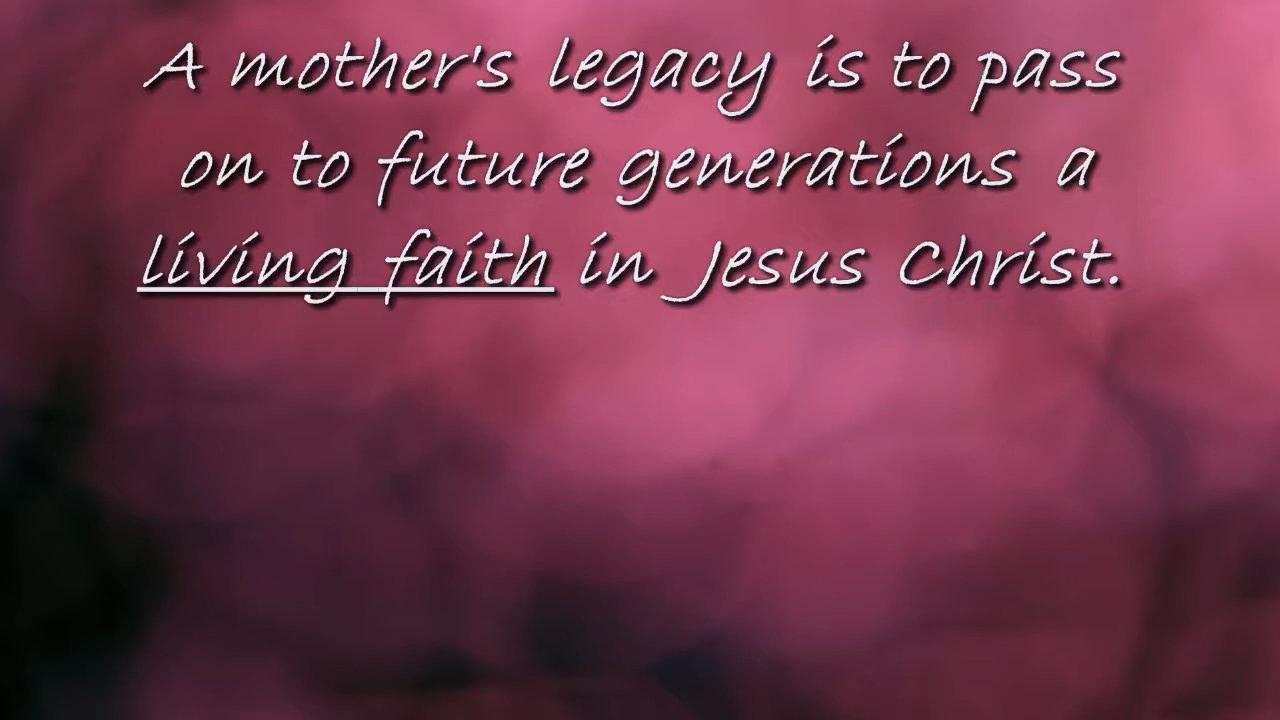 A mother's legacy is to pass
on to future generations a
living faith in Jesus Christ.